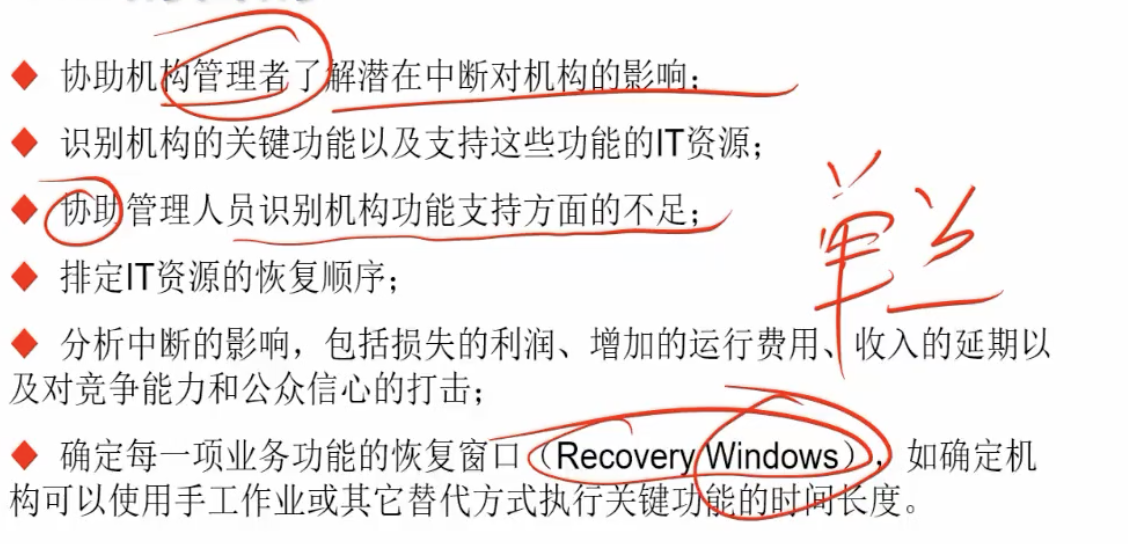 ◆ 协助机构管理者了解潜在中断对机构的影响；
◆ 识别机构的关键功能以及支持这些功能的IT资源；
◆ 协助管理人员识别机构功能支持方面的不足；
◆ 排定IT资源的恢复顺序；
◆ 分析中断的影响，包括损失的利润、增加的运行费用、收入的延期以
及对竞争能力和公众信心的打击；
◆ 确定每一项业务功能的恢复窗口（Recovery Windows），如确定机
构可以使用手工作业或其它替代方式执行关键功能的时间长度。